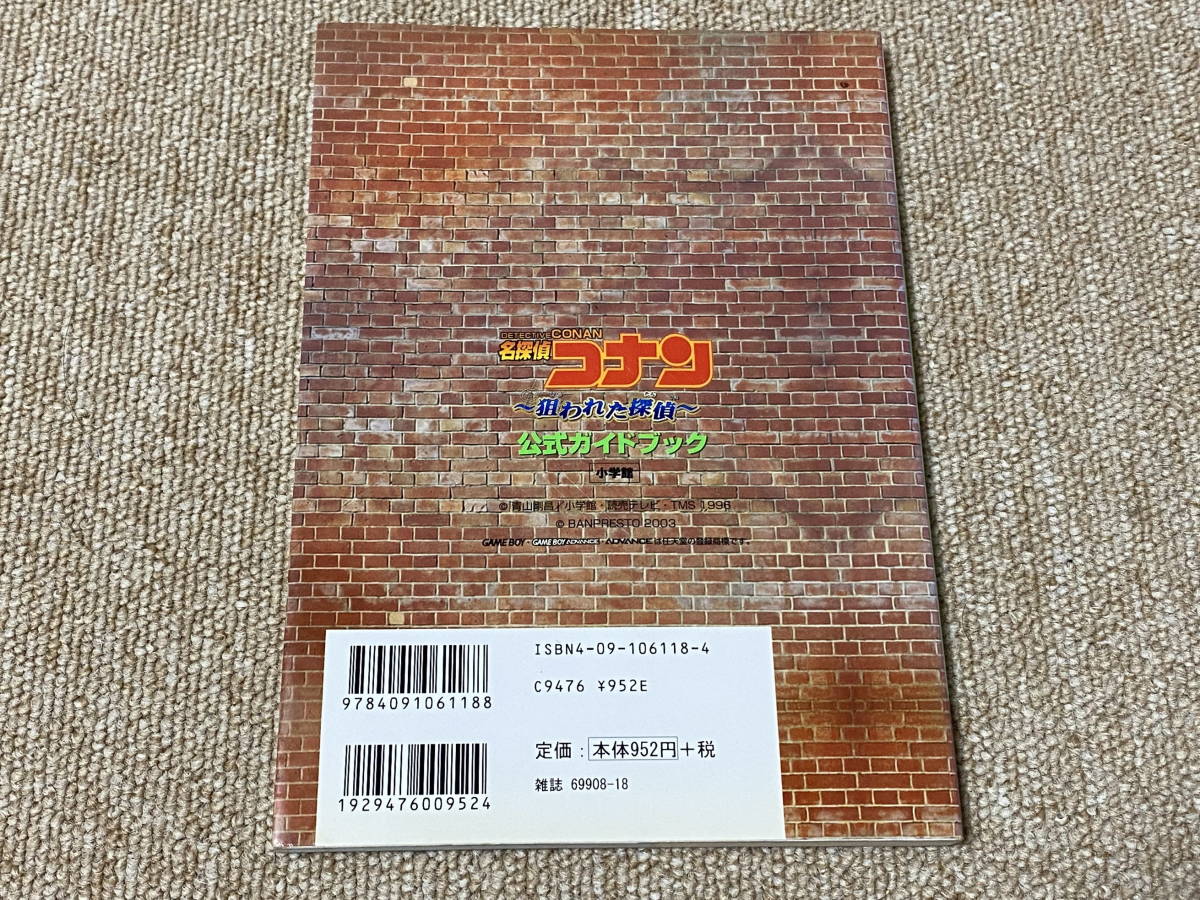 DETECTIVE CONAN
名探偵 コナン
～狙われた探偵～
公式ガイドブック
小学館
© 青山剛昌/小学館・読売テレビ・TMS 1996
© BANPRESTO 2003
GAME BOY・GAME BOY ADVANCE・ADVANCEは任天堂の登録商標です。
ISBN4-09-106118-4
C9476 ¥952E
9784091061188
定価：本体952円+税
雑誌 69908-18
1929476009524